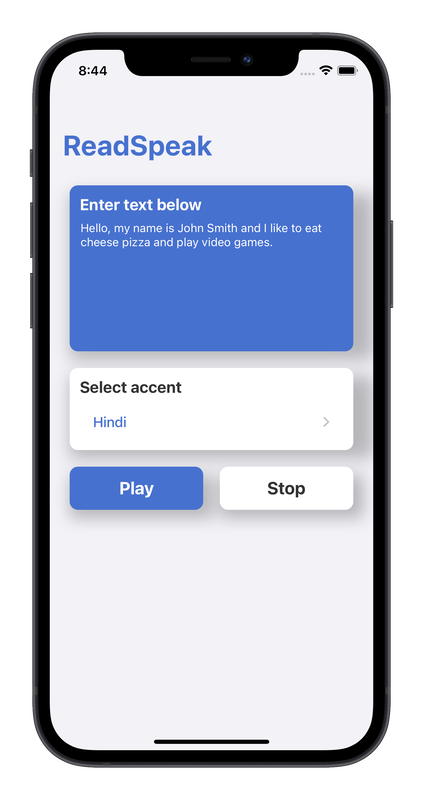 8:44
ReadSpeak
Enter text below
Hello, my name is John Smith and I like to eat
cheese pizza and play video games.
Select accent
Hindi
Play
Stop